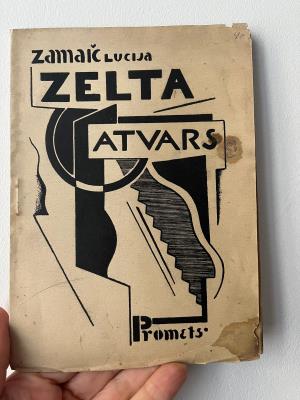 Zamaič LUCIJA
ZELTA
ATVARS
Promets.